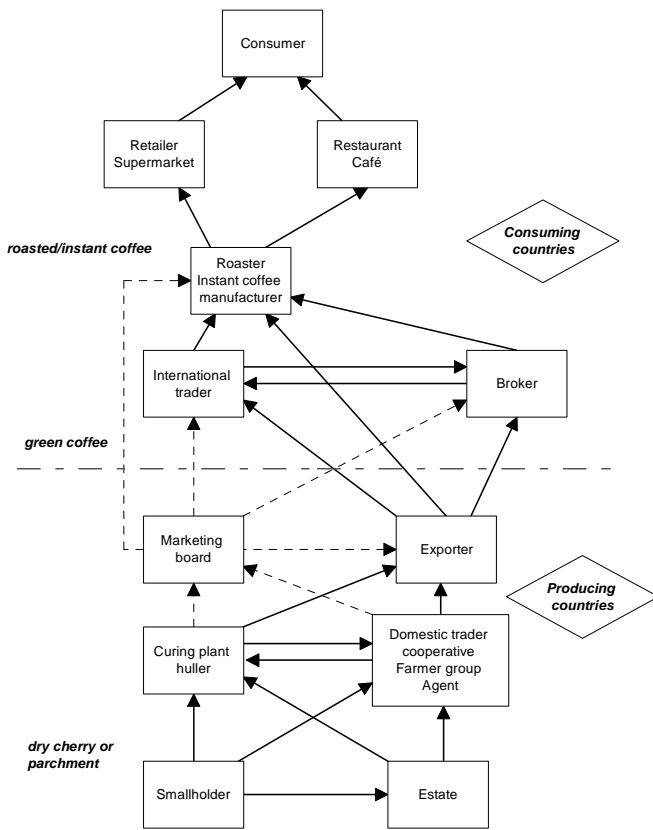 Consumer
Retailer
Supermarket
Restaurant
Café
roasted/instant coffee
Consuming
countries
Roaster
Instant coffee
manufacturer
International
trader
Broker
green coffee
Marketing
board
Exporter
Producing
countries
Curing plant
huller
Domestic trader
cooperative
Farmer group
Agent
dry cherry or
parchment
Smallholder
Estate